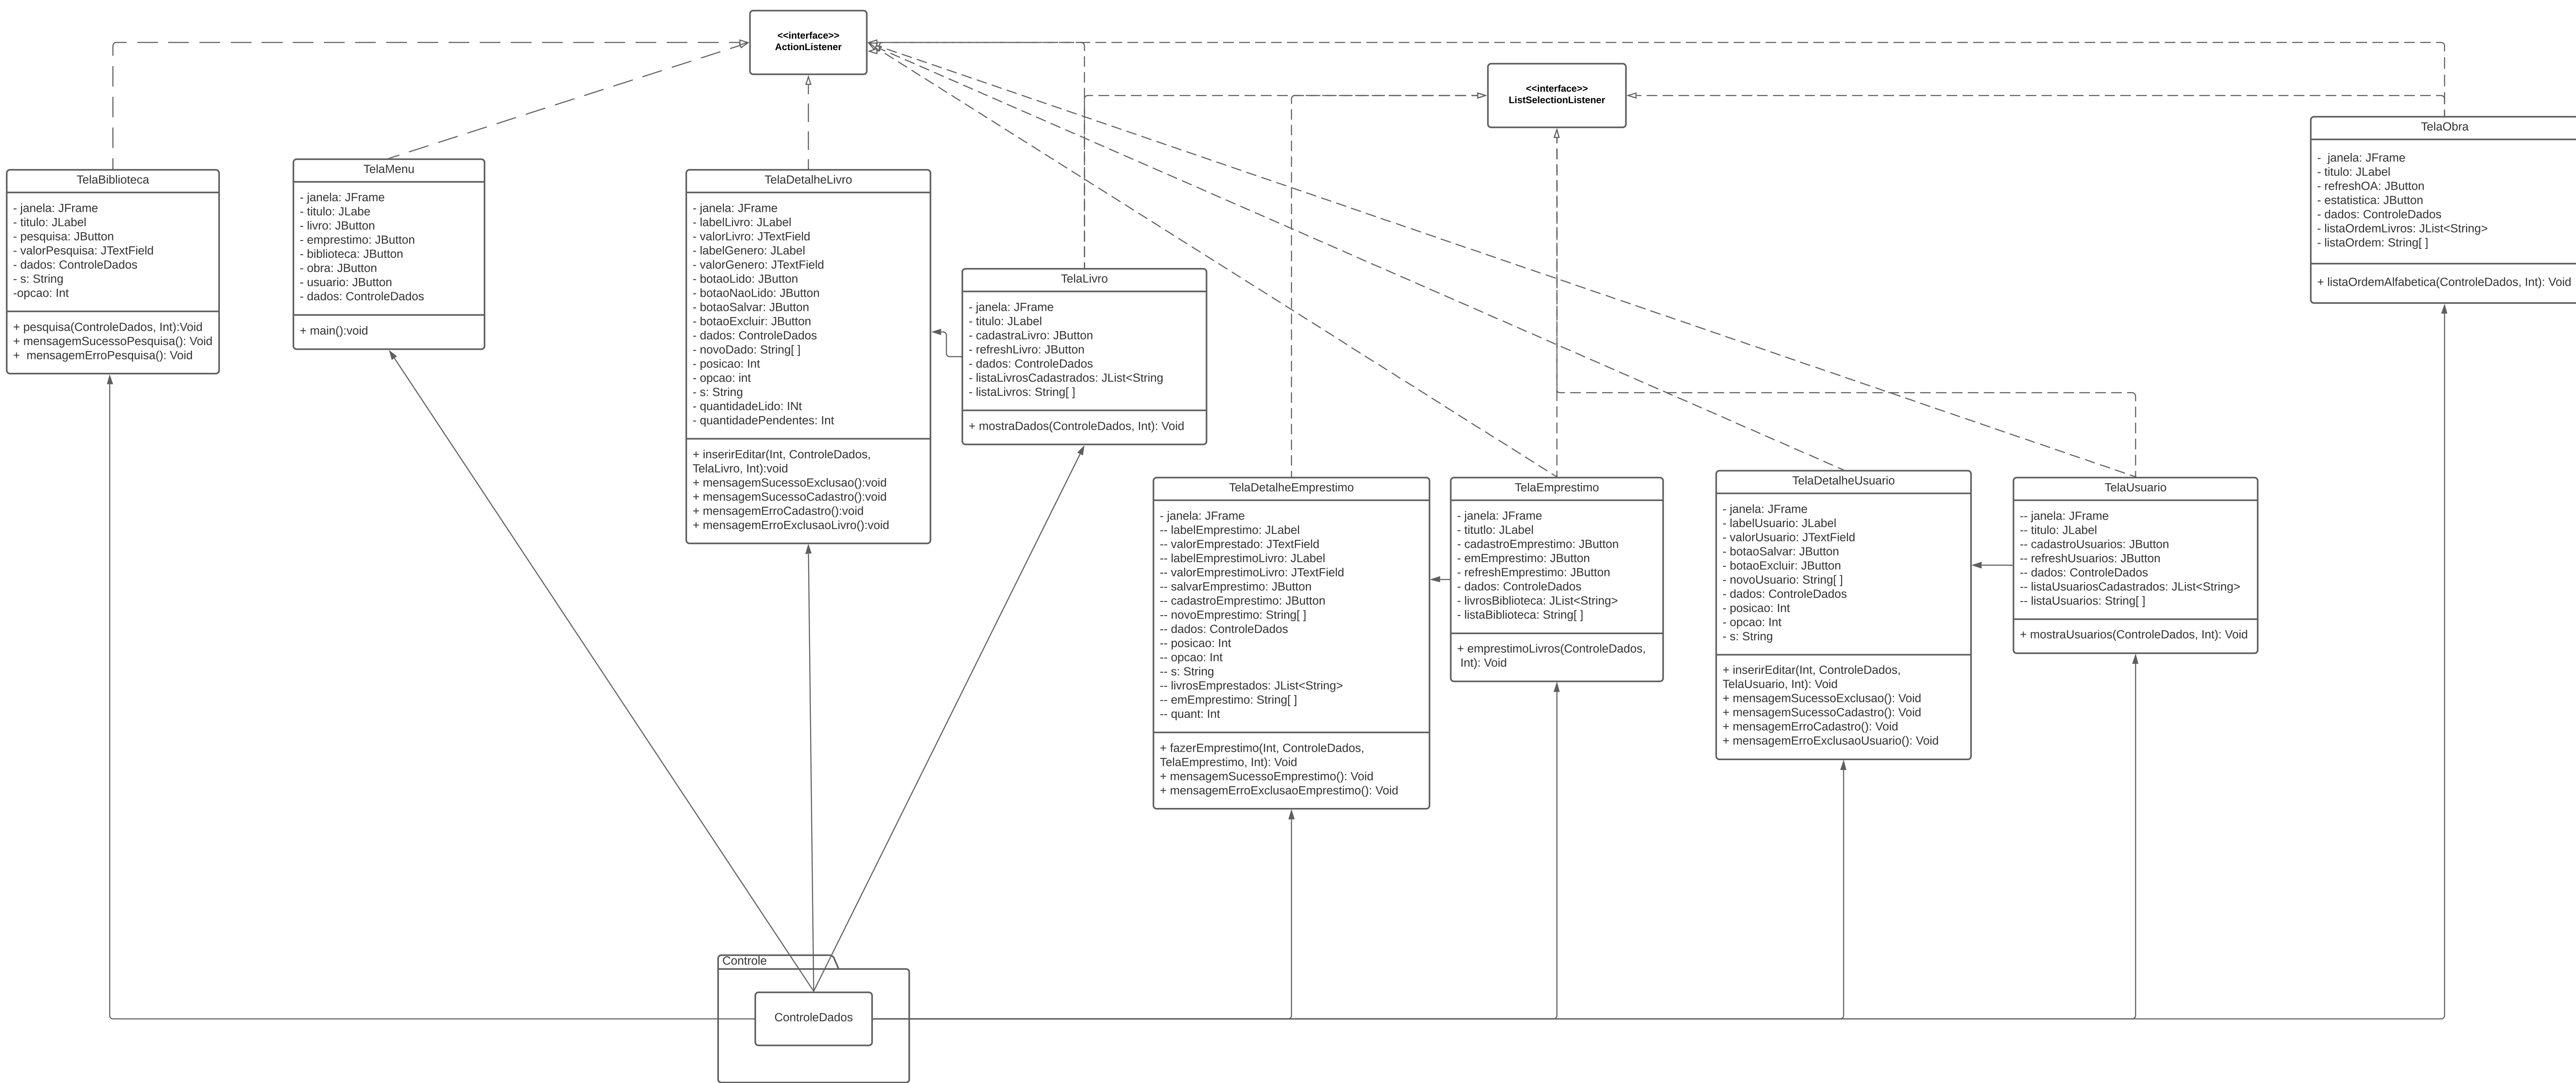 <<interface>>
ActionListener
<<interface>>
ListSelectionListener
TelaBiblioteca
- janela: JFrame
- titulo: JLabel
- pesquisa: JButton
- valorPesquisa: JTextField
- dados: ControleDados
- s: String
-opcao: Int
+ pesquisa(ControleDados, Int):Void
+ mensagemSucessoPesquisa(): Void
+  mensagemErroPesquisa(): Void
TelaMenu
- janela: JFrame
- titulo: JLabe
- livro: JButton
- emprestimo: JButton
- biblioteca: JButton
- obra: JButton
- usuario: JButton
- dados: ControleDados
+ main():void
TelaDetalheLivro
- janela: JFrame
- labelLivro: JLabel
- valorLivro: JTextField
- labelGenero: JLabel
- valorGenero: JTextField
- botaoLido: JButton
- botaoNaoLido: JButton
- botaoSalvar: JButton
- botaoExcluir: JButton
- dados: ControleDados
- novoDado: String[ ]
- posicao: Int
- opcao: int
- s: String
- quantidadeLido: INt
- quantidadePendentes: Int
+ inserirEditar(Int, ControleDados,
TelaLivro, Int):void
+ mensagemSucessoExclusao():void
+ mensagemSucessoCadastro():void
+ mensagemErroCadastro():void
+ mensagemErroExclusaoLivro():void
TelaLivro
- janela: JFrame
- titulo: JLabel
- cadastraLivro: JButton
- refreshLivro: JButton
- dados: ControleDados
- listaLivrosCadastrados: JList<String
- listaLivros: String[ ]
+ mostraDados(ControleDados, Int): Void
TelaDetalheEmprestimo
- janela: JFrame
-- labelEmprestimo: JLabel
-- valorEmprestado: JTextField
-- labelEmprestimoLivro: JLabel
-- valorEmprestimoLivro: JTextField
-- salvarEmprestimo: JButton
-- cadastroEmprestimo: JButton
-- novoEmprestimo: String[ ]
-- dados: ControleDados
-- posicao: Int
-- opcao: Int
-- s: String
-- livrosEmprestados: JList<String>
-- emEmprestimo: String[ ]
-- quant: Int
+ fazerEmprestimo(Int, ControleDados,
TelaEmprestimo, Int): Void
+ mensagemSucessoEmprestimo(): Void
+ mensagemErroExclusaoEmprestimo(): Void
TelaEmprestimo
- janela: JFrame
- titutlo: JLabel
- cadastroEmprestimo: JButton
- emEmprestimo: JButton
- refreshEmprestimo: JButton
- dados: ControleDados
- livrosBiblioteca: JList<String>
- listaBiblioteca: String[ ]
+ emprestimoLivros(ControleDados,
Int): Void
TelaDetalheUsuario
- janela: JFrame
- labelUsuario: JLabel
- valorUsuario: JTextField
- botaoSalvar: JButton
- botaoExcluir: JButton
- novoUsuario: String[ ]
- dados: ControleDados
- posicao: Int
- opcao: Int
- s: String
+ inserirEditar(Int, ControleDados,
TelaUsuario, Int): Void
+ mensagemSucessoExclusao(): Void
+ mensagemSucessoCadastro(): Void
+ mensagemErroCadastro(): Void
+ mensagemErroExclusaoUsuario(): Void
TelaUsuario
-- janela: JFrame
-- titulo: JLabel
-- cadastroUsuarios: JButton
-- refreshUsuarios: JButton
-- dados: ControleDados
-- listaUsuariosCadastrados: JList<String>
-- listaUsuarios: String[ ]
+ mostraUsuarios(ControleDados, Int): Void
TelaObra
-  janela: JFrame
- titulo: JLabel
- refreshOA: JButton
- estatistica: JButton
- dados: ControleDados
- listaOrdemLivros: JList<String>
- listaOrdem: String[ ]
+ listaOrdemAlfabetica(ControleDados, Int): Void
Controle
ControleDados